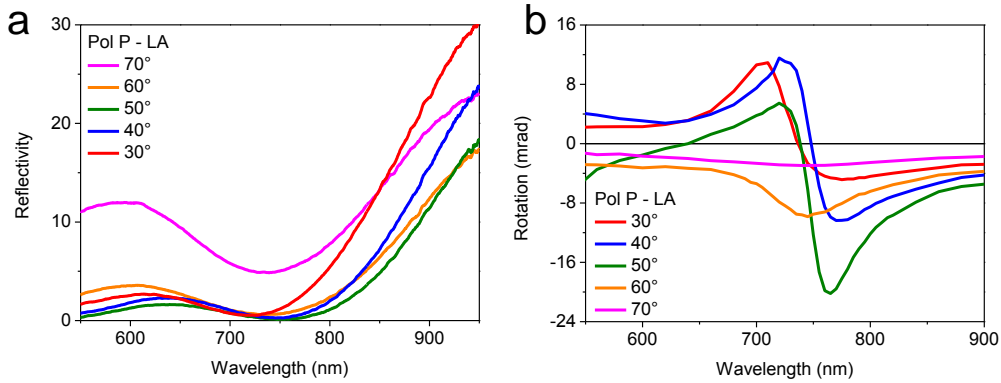 a
30
20
10
0
Reflectivity
Pol P - LA
70°
60°
50°
40°
30°
600 700 800 900
Wavelength (nm)
b
16
8
0
-8
-16
-24
Rotation (mrad)
Pol P - LA
30°
40°
50°
60°
70°
600 700 800 900
Wavelength (nm)